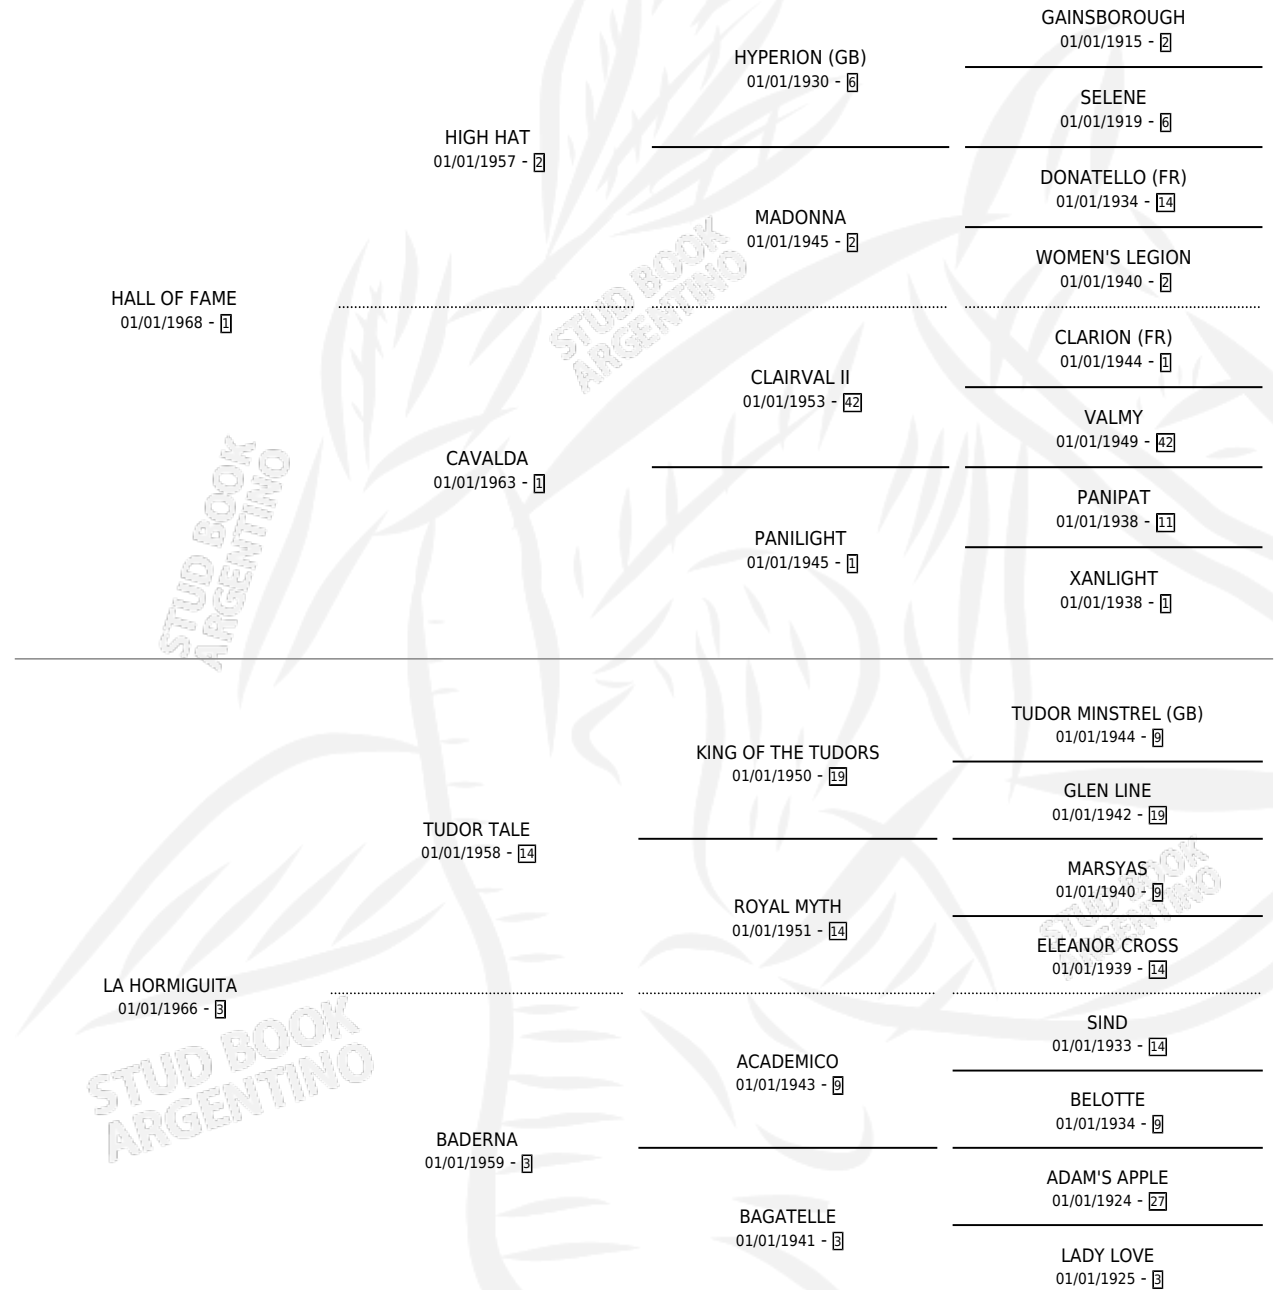 GAINSBOROUGH
01/01/1915 - 2
HYPERION (GB)
01/01/1930 - 6
SELENE
01/01/1919 - 6
HIGH HAT
01/01/1957 - 2
DONATELLO (FR)
01/01/1934 - 14
MADONNA
01/01/1945 - 2
WOMEN'S LEGION
01/01/1940 - 2
HALL OF FAME
01/01/1968 - 1
CLARION (FR)
01/01/1944 - 1
CLAIRVAL II
01/01/1953 - 42
VALMY
01/01/1949 - 42
CAVALDA
01/01/1963 - 1
PANIPAT
01/01/1938 - 11
PANILIGHT
01/01/1945 - 1
XANLIGHT
01/01/1938 - 1
TUDOR MINSTREL (GB)
01/01/1944 - 9
KING OF THE TUDORS
01/01/1950 - 19
GLEN LINE
01/01/1942 - 19
TUDOR TALE
01/01/1958 - 14
MARSYAS
01/01/1940 - 9
ROYAL MYTH
01/01/1951 - 14
ELEANOR CROSS
01/01/1939 - 14
LA HORMIGUITA
01/01/1966 - 3
SIND
01/01/1933 - 14
ACADEMICO
01/01/1943 - 9
BELOTTE
01/01/1934 - 9
BADERNA
01/01/1959 - 3
ADAM'S APPLE
01/01/1924 - 27
BAGATELLE
01/01/1941 - 3
LADY LOVE
01/01/1925 - 3
STUD BOOK
ARGENTINO
STUD BOOK
ARGENTINO
STUD BOOK
ARGENTINO
STUD BOOK
ARGENTINO